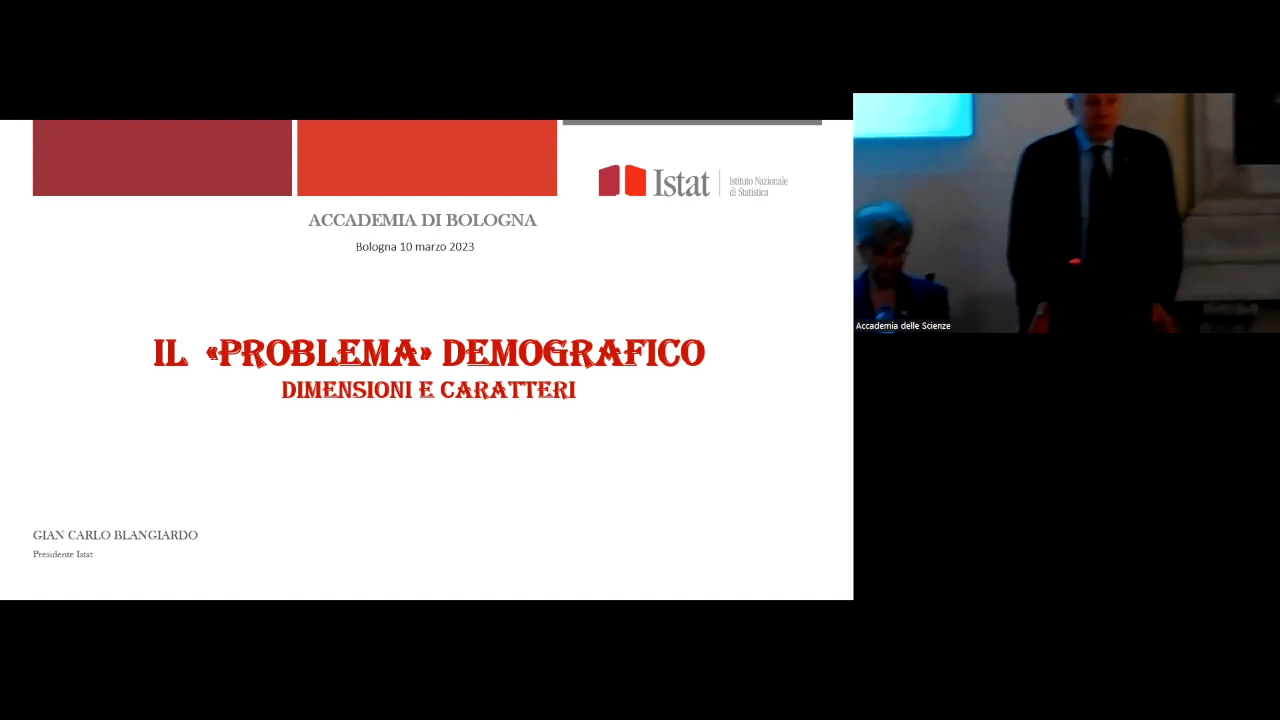 Istat
Istituto Nazionale
di Statistica
ACCADEMIA DI BOLOGNA
Bologna 10 marzo 2023
IL «PROBLEMA» DEMOGRAFICO
DIMENSIONI E CARATTERI
GIAN CARLO BLANGIARDO
Presidente Istat
Accademia delle Scienze